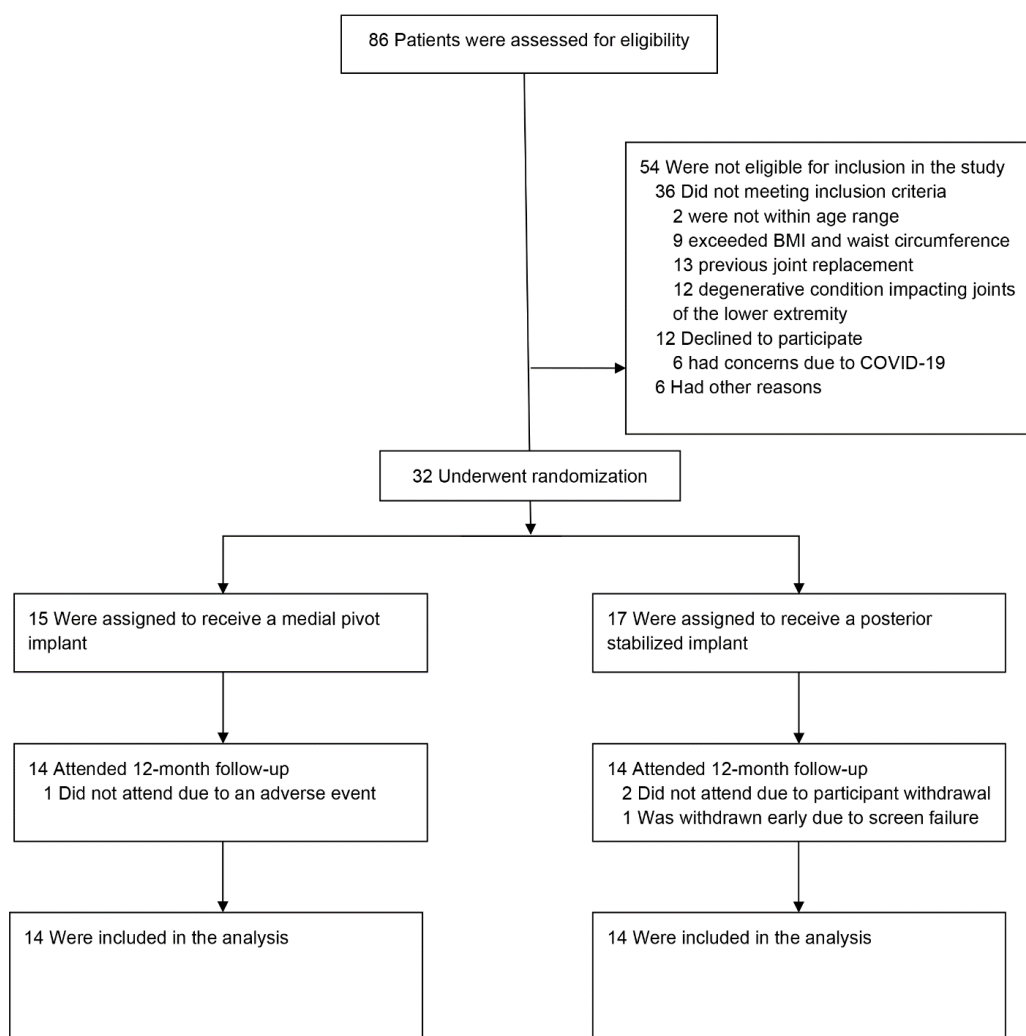 86 Patients were assessed for eligibility
54 Were not eligible for inclusion in the study
36 Did not meeting inclusion criteria
2 were not within age range
9 exceeded BMI and waist circumference
13 previous joint replacement
12 degenerative condition impacting joints
of the lower extremity
12 Declined to participate
6 had concerns due to COVID-19
6 Had other reasons
32 Underwent randomization
15 Were assigned to receive a medial pivot
implant
17 Were assigned to receive a posterior
stabilized implant
14 Attended 12-month follow-up
1 Did not attend due to an adverse event
14 Attended 12-month follow-up
2 Did not attend due to participant withdrawal
1 Was withdrawn early due to screen failure
14 Were included in the analysis
14 Were included in the analysis